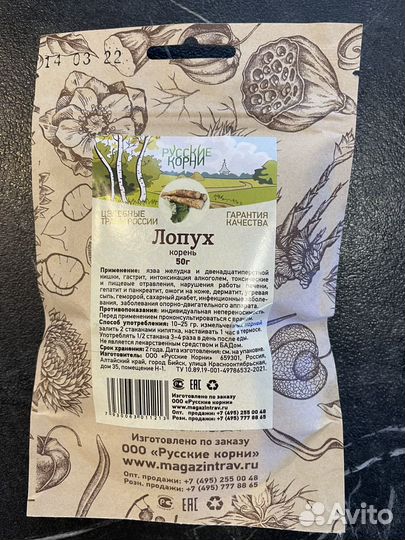 14 03 22
РУССКИЕ
КОРНИ
ЦЕЛЕБНЫЕ
ТРАВЫ РОССИИ
ГАРАНТИЯ
КАЧЕСТВА
Лопух
корень
50г
Применение: язва желудка и двенадцатиперстной
кишки, гастрит, интоксикация алкоголем, токсические
и пищевые отравления, нарушения работы печени,
гепатит и панкреатит, ожоги на коже, дерматит, угревая
сыпь, геморрой, сахарный диабет, инфекционные заболе-
вания, заболевания опорно-двигательного аппарата.
Противопоказания: индивидуальная непереносимость.
Перед применением проконсультироваться с врачом.
Способ употребления: 10–25 гр. измельченных корней
залить 2 стаканами кипятка, настаивать 1 час в термосе.
Употреблять 1/2 стакана 3–4 раза в день после еды.
Не является лекарственным средством и БАДом.
Срок хранения: 2 года. Дата изготовления: см. на упаковке.
Изготовитель: ООО «Русские Корни» 659301, Россия,
Алтайский край, город Бийск, улица Краснооктябрьская,
дом 35, помещение Н-1. ТУ 10.89.19-001-49786532-2021.
EAC
Изготовлено по заказу
ООО «Русские корни»
www.magazintrav.ru
Опт. продажи: +7 (495) 255 00 48
Розн. продажи: +7 (495) 777 88 65
Изготовлено по заказу
ООО «Русские корни»
www.magazintrav.ru
Опт. продажи: +7 (495) 255 00 48
Розн. продажи: +7 (495) 777 88 65
Avito